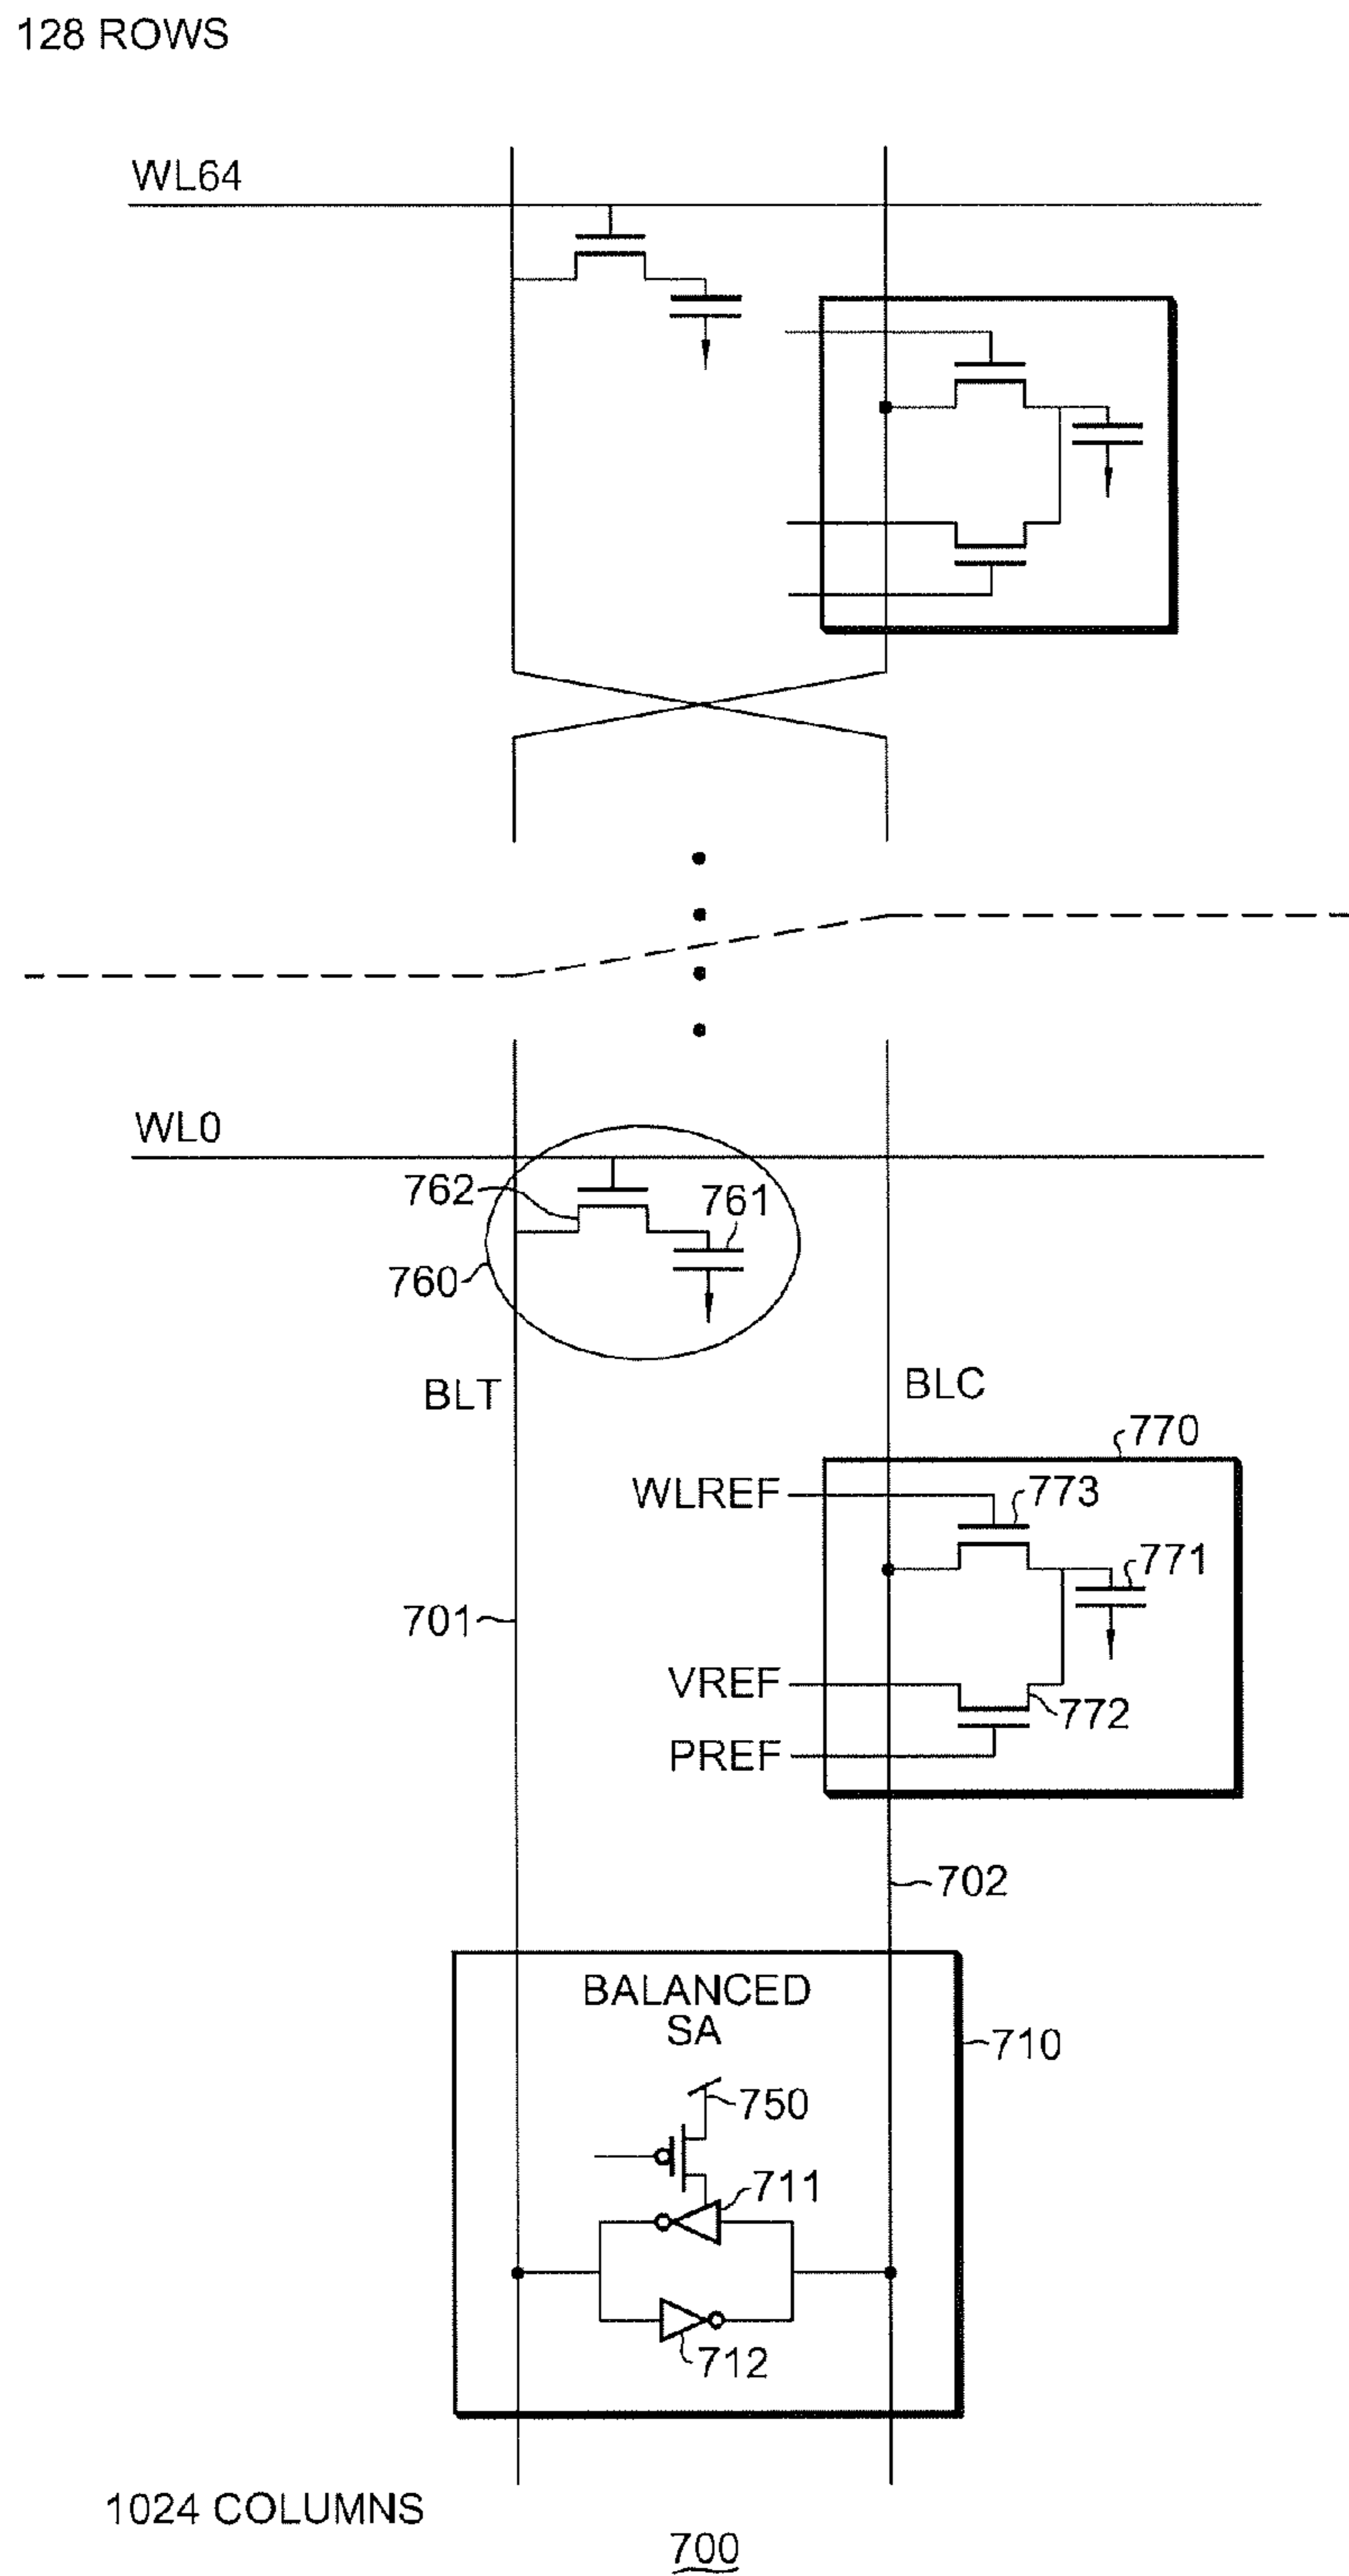 128 ROWS
WL64
WL0
762
761
760
BLT
BLC
770
WLREF
773
771
701
VREF
772
PREF
702
BALANCED
SA
710
750
711
712
1024 COLUMNS
700